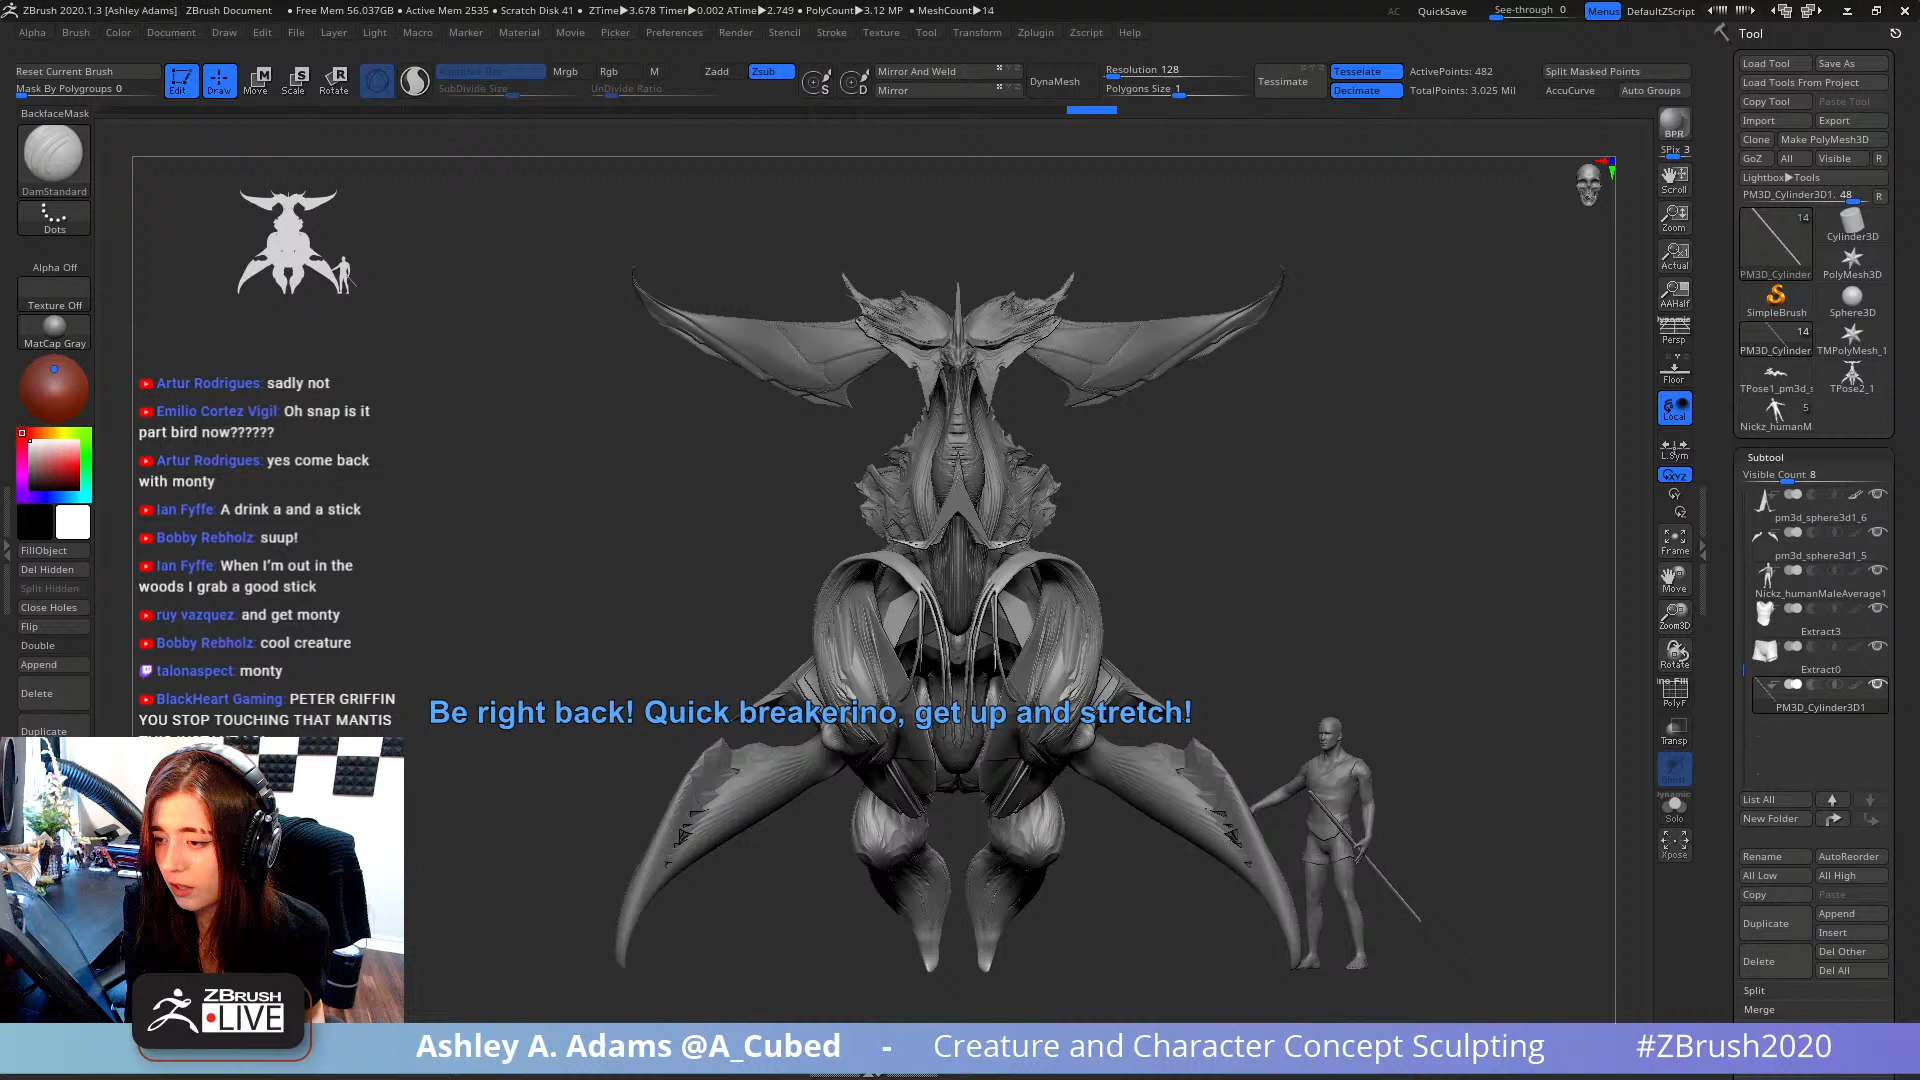 ZBrush 2020.1.3 [Ashley Adams] ZBrush Document • Free Mem 56.037GB • Active Mem 2535 • Scratch Disk 41 • ZTime▶3.678 Timer▶0.002 ATime▶2.749 • PolyCount▶3.12 MP • MeshCount▶14 AC QuickSave See-through 0 Menus DefaultZScript
Alpha Brush Color Document Draw Edit File Layer Light Macro Marker Material Movie Picker Preferences Render Stencil Stroke Texture Tool Transform Zplugin Zscript Help
Reset Current Brush
Mask By Polygroups 0
Edit Draw Move Scale Rotate
SubDivide Size
Mrgb Rgb M
UnDivide Ratio
Zadd Zsub
Mirror And Weld
Mirror
DynaMesh
Resolution 128
Polygons Size 1
Tessimate
Tesselate
Decimate
ActivePoints: 482
TotalPoints: 3.025 Mil
Split Masked Points
AccuCurve Auto Groups
BackfaceMask
DamStandard
Dots
Alpha Off
Texture Off
MatCap Gray
FillObject
Del Hidden
Split Hidden
Close Holes
Flip
Double
Append
Delete
Duplicate
Artur Rodrigues: sadly not
Emilio Cortez Vigil: Oh snap is it
part bird now??????
Artur Rodrigues: yes come back
with monty
Ian Fyffe: A drink a and a stick
Bobby Rebholz: suup!
Ian Fyffe: When I'm out in the
woods I grab a good stick
ruy vazquez: and get monty
Bobby Rebholz: cool creature
talonaspect: monty
BlackHeart Gaming: PETER GRIFFIN
YOU STOP TOUCHING THAT MANTIS
Be right back! Quick breakerino, get up and stretch!
BPR
SPix 3
Scroll
Zoom
Actual
AAHalf
Dynamic
Persp
Floor
Local
L.Sym
XYZ
Frame
Move
Zoom3D
Rotate
PolyF
Transp
Ghost
Dynamic
Solo
Xpose
Tool
Load Tool Save As
Load Tools From Project
Copy Tool Paste Tool
Import Export
Clone Make PolyMesh3D
GoZ All Visible R
Lightbox▶Tools
PM3D_Cylinder3D1. 48 R
14
PM3D_Cylinder Cylinder3D
PolyMesh3D
SimpleBrush Sphere3D
14
PM3D_Cylinder TMPolyMesh_1
TPose1_pm3d_s TPose2_1
5
Nickz_humanM
Subtool
Visible Count 8
pm3d_sphere3d1_6
pm3d_sphere3d1_5
Nickz_humanMaleAverage1
Extract3
Extract0
PM3D_Cylinder3D1
List All
New Folder
Rename AutoReorder
All Low All High
Copy Paste
Duplicate Append
Insert
Delete Del Other
Del All
Split
Merge
ZBRUSH
LIVE
Ashley A. Adams @A_Cubed - Creature and Character Concept Sculpting #ZBrush2020